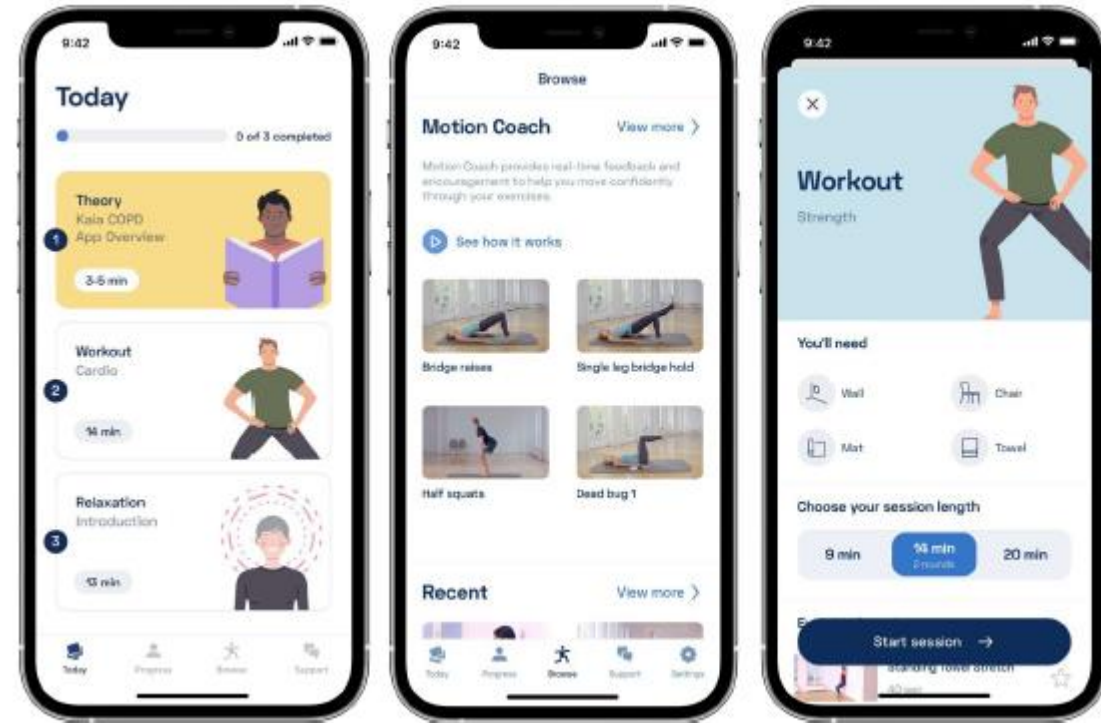 9:42
Today
0 of 3 completed
Theory
Kaia COPD
App Overview
1
3-5 min
Workout
Cardio
2
14 min
Relaxation
Introduction
3
13 min
Today
Progress
Browse
Support
9:42
Browse
Motion Coach
View more
Motion Coach provides real-time feedback and
encouragement to help you move confidently
through your exercises.
See how it works
Bridge raises
Single leg bridge hold
Half squats
Dead bug 1
Recent
View more
Today
Progress
Browse
Support
Settings
9:42
Workout
Strength
You'll need
Wall
Chair
Mat
Towel
Choose your session length
9 min
14 min
2 rounds
20 min
Start session
Standing Towel Stretch
40 sec